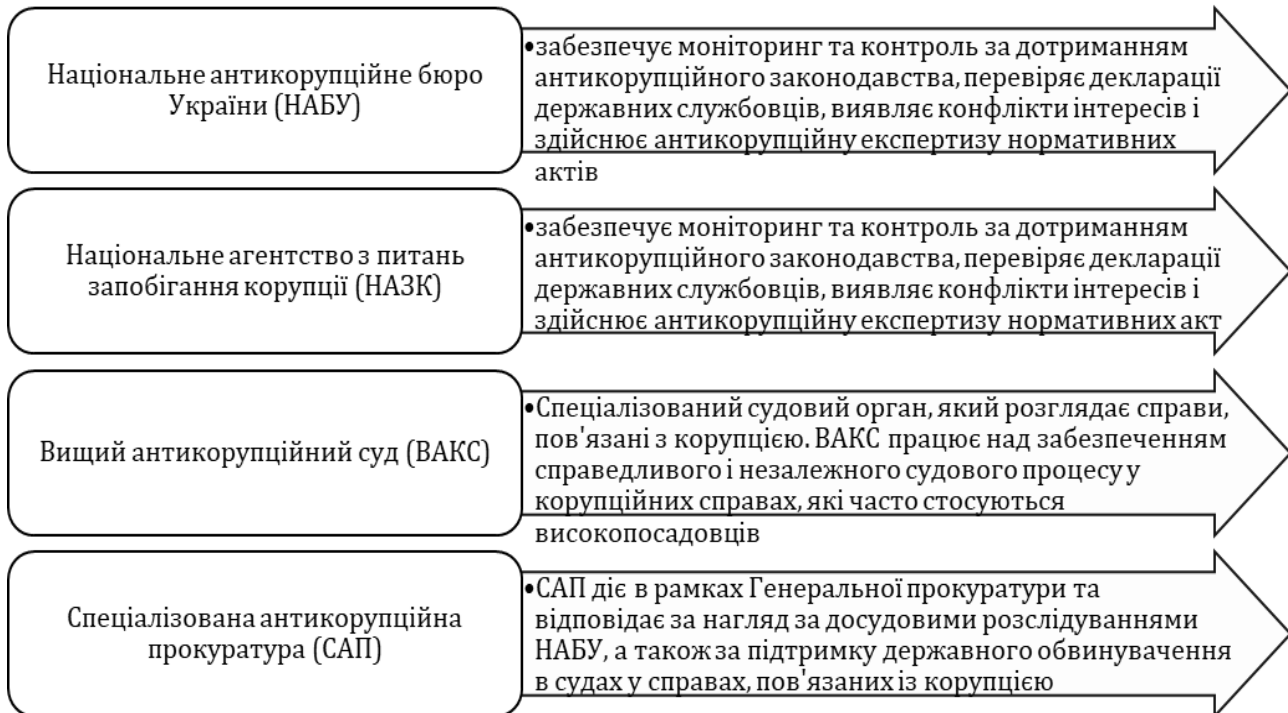 Національне антикорупційне бюро
України (НАБУ)
•забезпечує моніторинг та контроль за дотриманням
антикорупційного законодавства, перевіряє декларації
державних службовців, виявляє конфлікти інтересів і
здійснює антикорупційну експертизу нормативних
актів
Національне агентство з питань
запобігання корупції (НАЗК)
•забезпечує моніторинг та контроль за дотриманням
антикорупційного законодавства, перевіряє декларації
державних службовців, виявляє конфлікти інтересів і
здійснює антикорупційну експертизу нормативних акт
Вищий антикорупційний суд (ВАКС)
•Спеціалізований судовий орган, який розглядає справи,
пов'язані з корупцією. ВАКС працює над забезпеченням
справедливого і незалежного судового процесу у
корупційних справах, які часто стосуються
високопосадовців
Спеціалізована антикорупційна
прокуратура (САП)
•САП діє в рамках Генеральної прокуратури та
відповідає за нагляд за досудовими розслідуваннями
НАБУ, а також за підтримку державного обвинувачення
в судах у справах, пов'язаних із корупцією